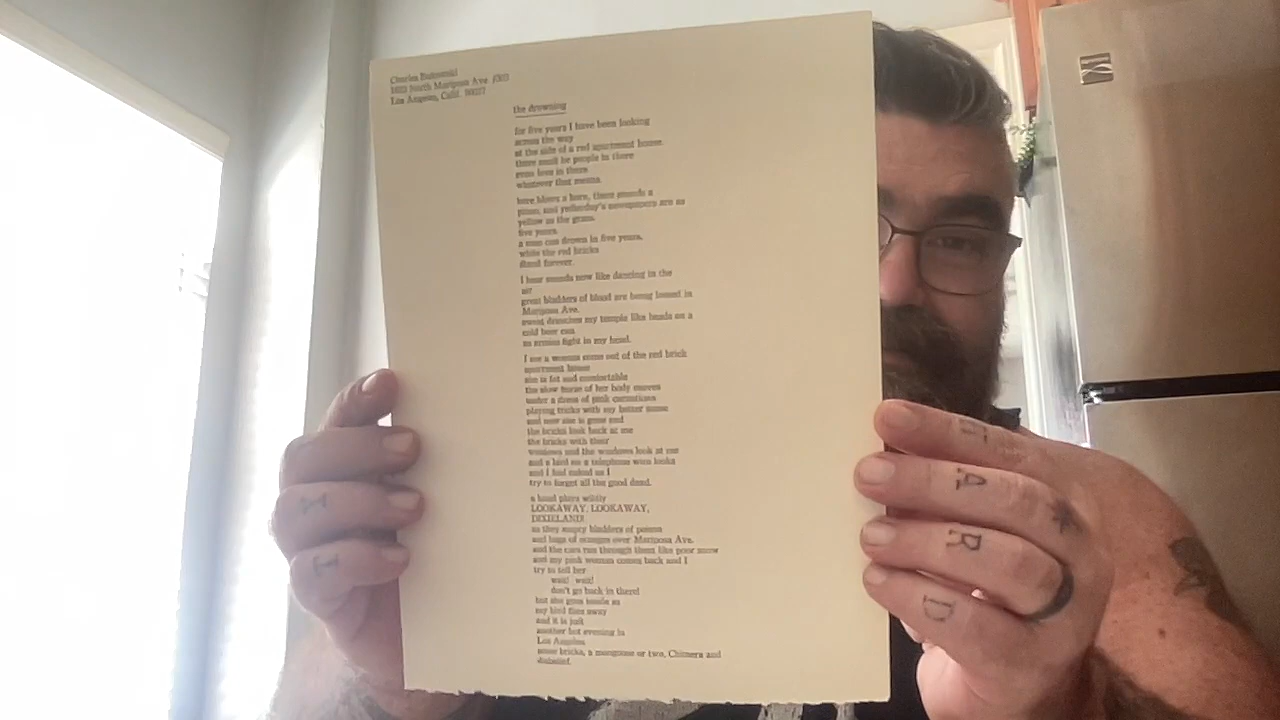 Charles Bukowski
1623 North Mariposa Ave #303
Los Angeles, Calif. 90027
the drowning
for five years I have been looking
across the way
at the side of a red apartment house.
there must be people in there
even love in there
whatever that means.
here blows a horn, there sounds a
piano, and yesterday's newspapers are as
yellow as the grass.
five years.
a man can drown in five years,
while the red bricks
stand forever.
I hear sounds now like dancing in the
air
great bladders of blood are being loosed in
Mariposa Ave.
sweat drenches my temple like beads on a
cold beer can
as armies fight in my head.
I see a woman come out of the red brick
apartment house
she is fat and comfortable
the slow horse of her body moves
under a dress of pink carnations
playing tricks with my better sense
and now she is gone and
the bricks look back at me
the bricks with their
windows and the windows look at me
and a bird on a telephone wire looks
and I feel naked as I
try to forget all the good dead.
a band plays wildly
LOOKAWAY, LOOKAWAY,
DIXIELAND!
as they empty bladders of poison
and bags of oranges over Mariposa Ave.
and the cars run through them like poor snow
and my pink woman comes back and I
try to tell her
wait! wait!
don't go back in there!
but she goes inside as
my bird flies away
and it is just
another hot evening in
Los Angeles
some bricks, a mongoose or two, Chimera and
disbelief.
H
A
R
D